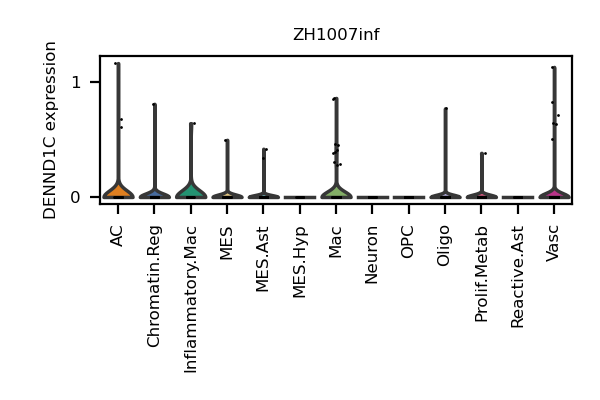 ZH1007inf
DENND1C expression
1
0
AC
Chromatin.Reg
Inflammatory.Mac
MES
MES.Ast
MES.Hyp
Mac
Neuron
OPC
Oligo
Prolif.Metab
Reactive.Ast
Vasc